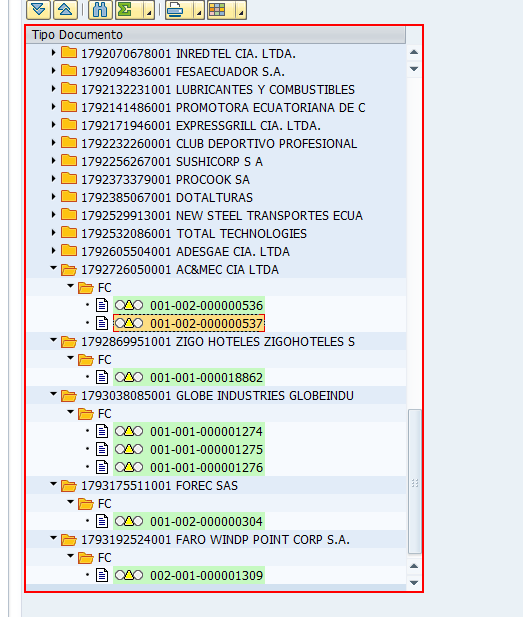 Tipo Documento
1792070678001 INREDTEL CIA. LTDA.
1792094836001 FESAECUADOR S.A.
1792132231001 LUBRICANTES Y COMBUSTIBLES
1792141486001 PROMOTORA ECUATORIANA DE C
1792171946001 EXPRESSGRILL CIA. LTDA.
1792232260001 CLUB DEPORTIVO PROFESIONAL
1792256267001 SUSHICORP S A
1792373379001 PROCOOK SA
1792385067001 DOTALTURAS
1792529913001 NEW STEEL TRANSPORTES ECUA
1792532086001 TOTAL TECHNOLOGIES
1792605504001 ADESGAE CIA. LTDA
1792726050001 AC&MEC CIA LTDA
FC
001-002-000000536
001-002-000000537
1792869951001 ZIGO HOTELES ZIGOHOTELES S
FC
001-001-000018862
1793038085001 GLOBE INDUSTRIES GLOBEINDU
FC
001-001-000001274
001-001-000001275
001-001-000001276
1793175511001 FOREC SAS
FC
001-002-000000304
1793192524001 FARO WINDP POINT CORP S.A.
FC
002-001-000001309